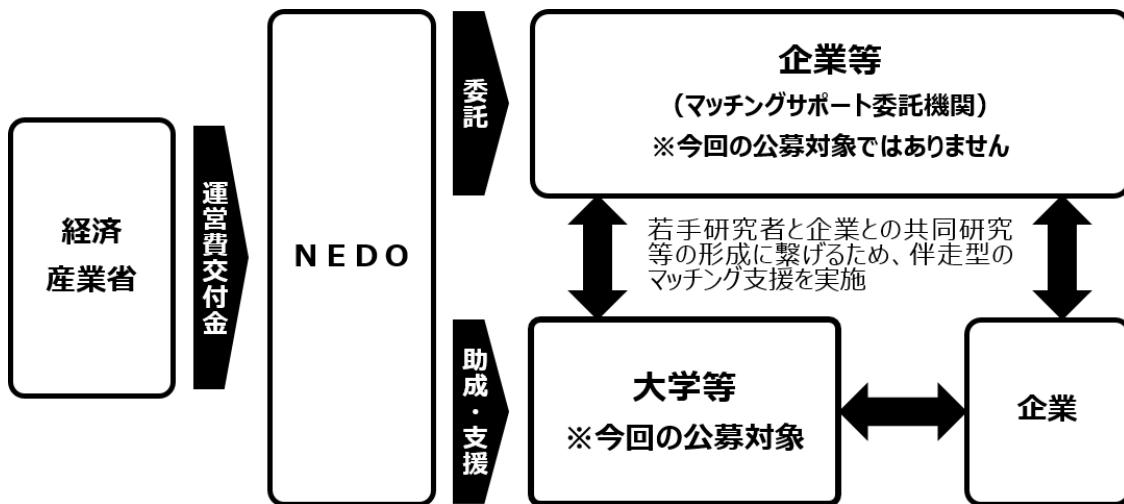 経済
産業省
運営費交付金
NEDO
委託
企業等
（マッチングサポート委託機関）
※今回の公募対象ではありません
若手研究者と企業との共同研究
等の形成に繋げるため、伴走型の
マッチング支援を実施
助成・支援
大学等
※今回の公募対象
企業